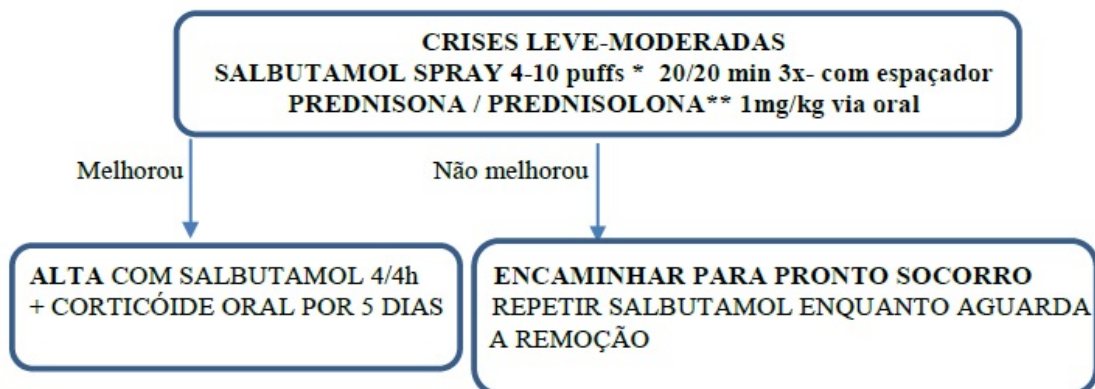 CRISES LEVE-MODERADAS
SALBUTAMOL SPRAY 4-10 puffs * 20/20 min 3x- com espaçador
PREDNISONA / PREDNISOLONA** 1mg/kg via oral
Melhorou
Não melhorou
ALTA COM SALBUTAMOL 4/4h
+ CORTICÓIDE ORAL POR 5 DIAS
ENCAMINHAR PARA PRONTO SOCORRO
REPETIR SALBUTAMOL ENQUANTO AGUARDA
A REMOÇÃO